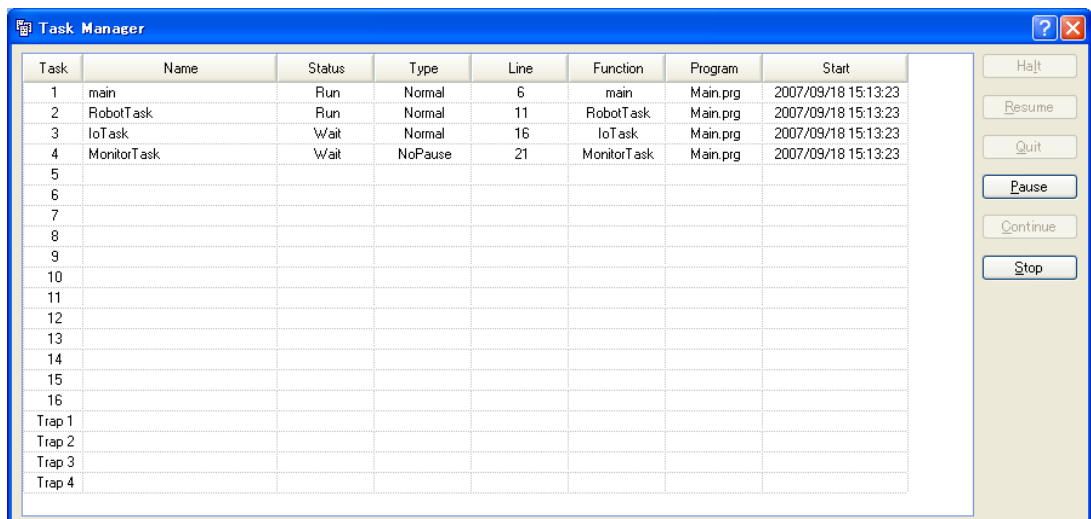 Task Manager
Task Name Status Type Line Function Program Start
1 main Run Normal 6 main Main.prg 2007/09/18 15:13:23
2 RobotTask Run Normal 11 RobotTask Main.prg 2007/09/18 15:13:23
3 IoTask Wait Normal 16 IoTask Main.prg 2007/09/18 15:13:23
4 MonitorTask Wait NoPause 21 MonitorTask Main.prg 2007/09/18 15:13:23
5
6
7
8
9
10
11
12
13
14
15
16
Trap 1
Trap 2
Trap 3
Trap 4
Halt
Resume
Quit
Pause
Continue
Stop